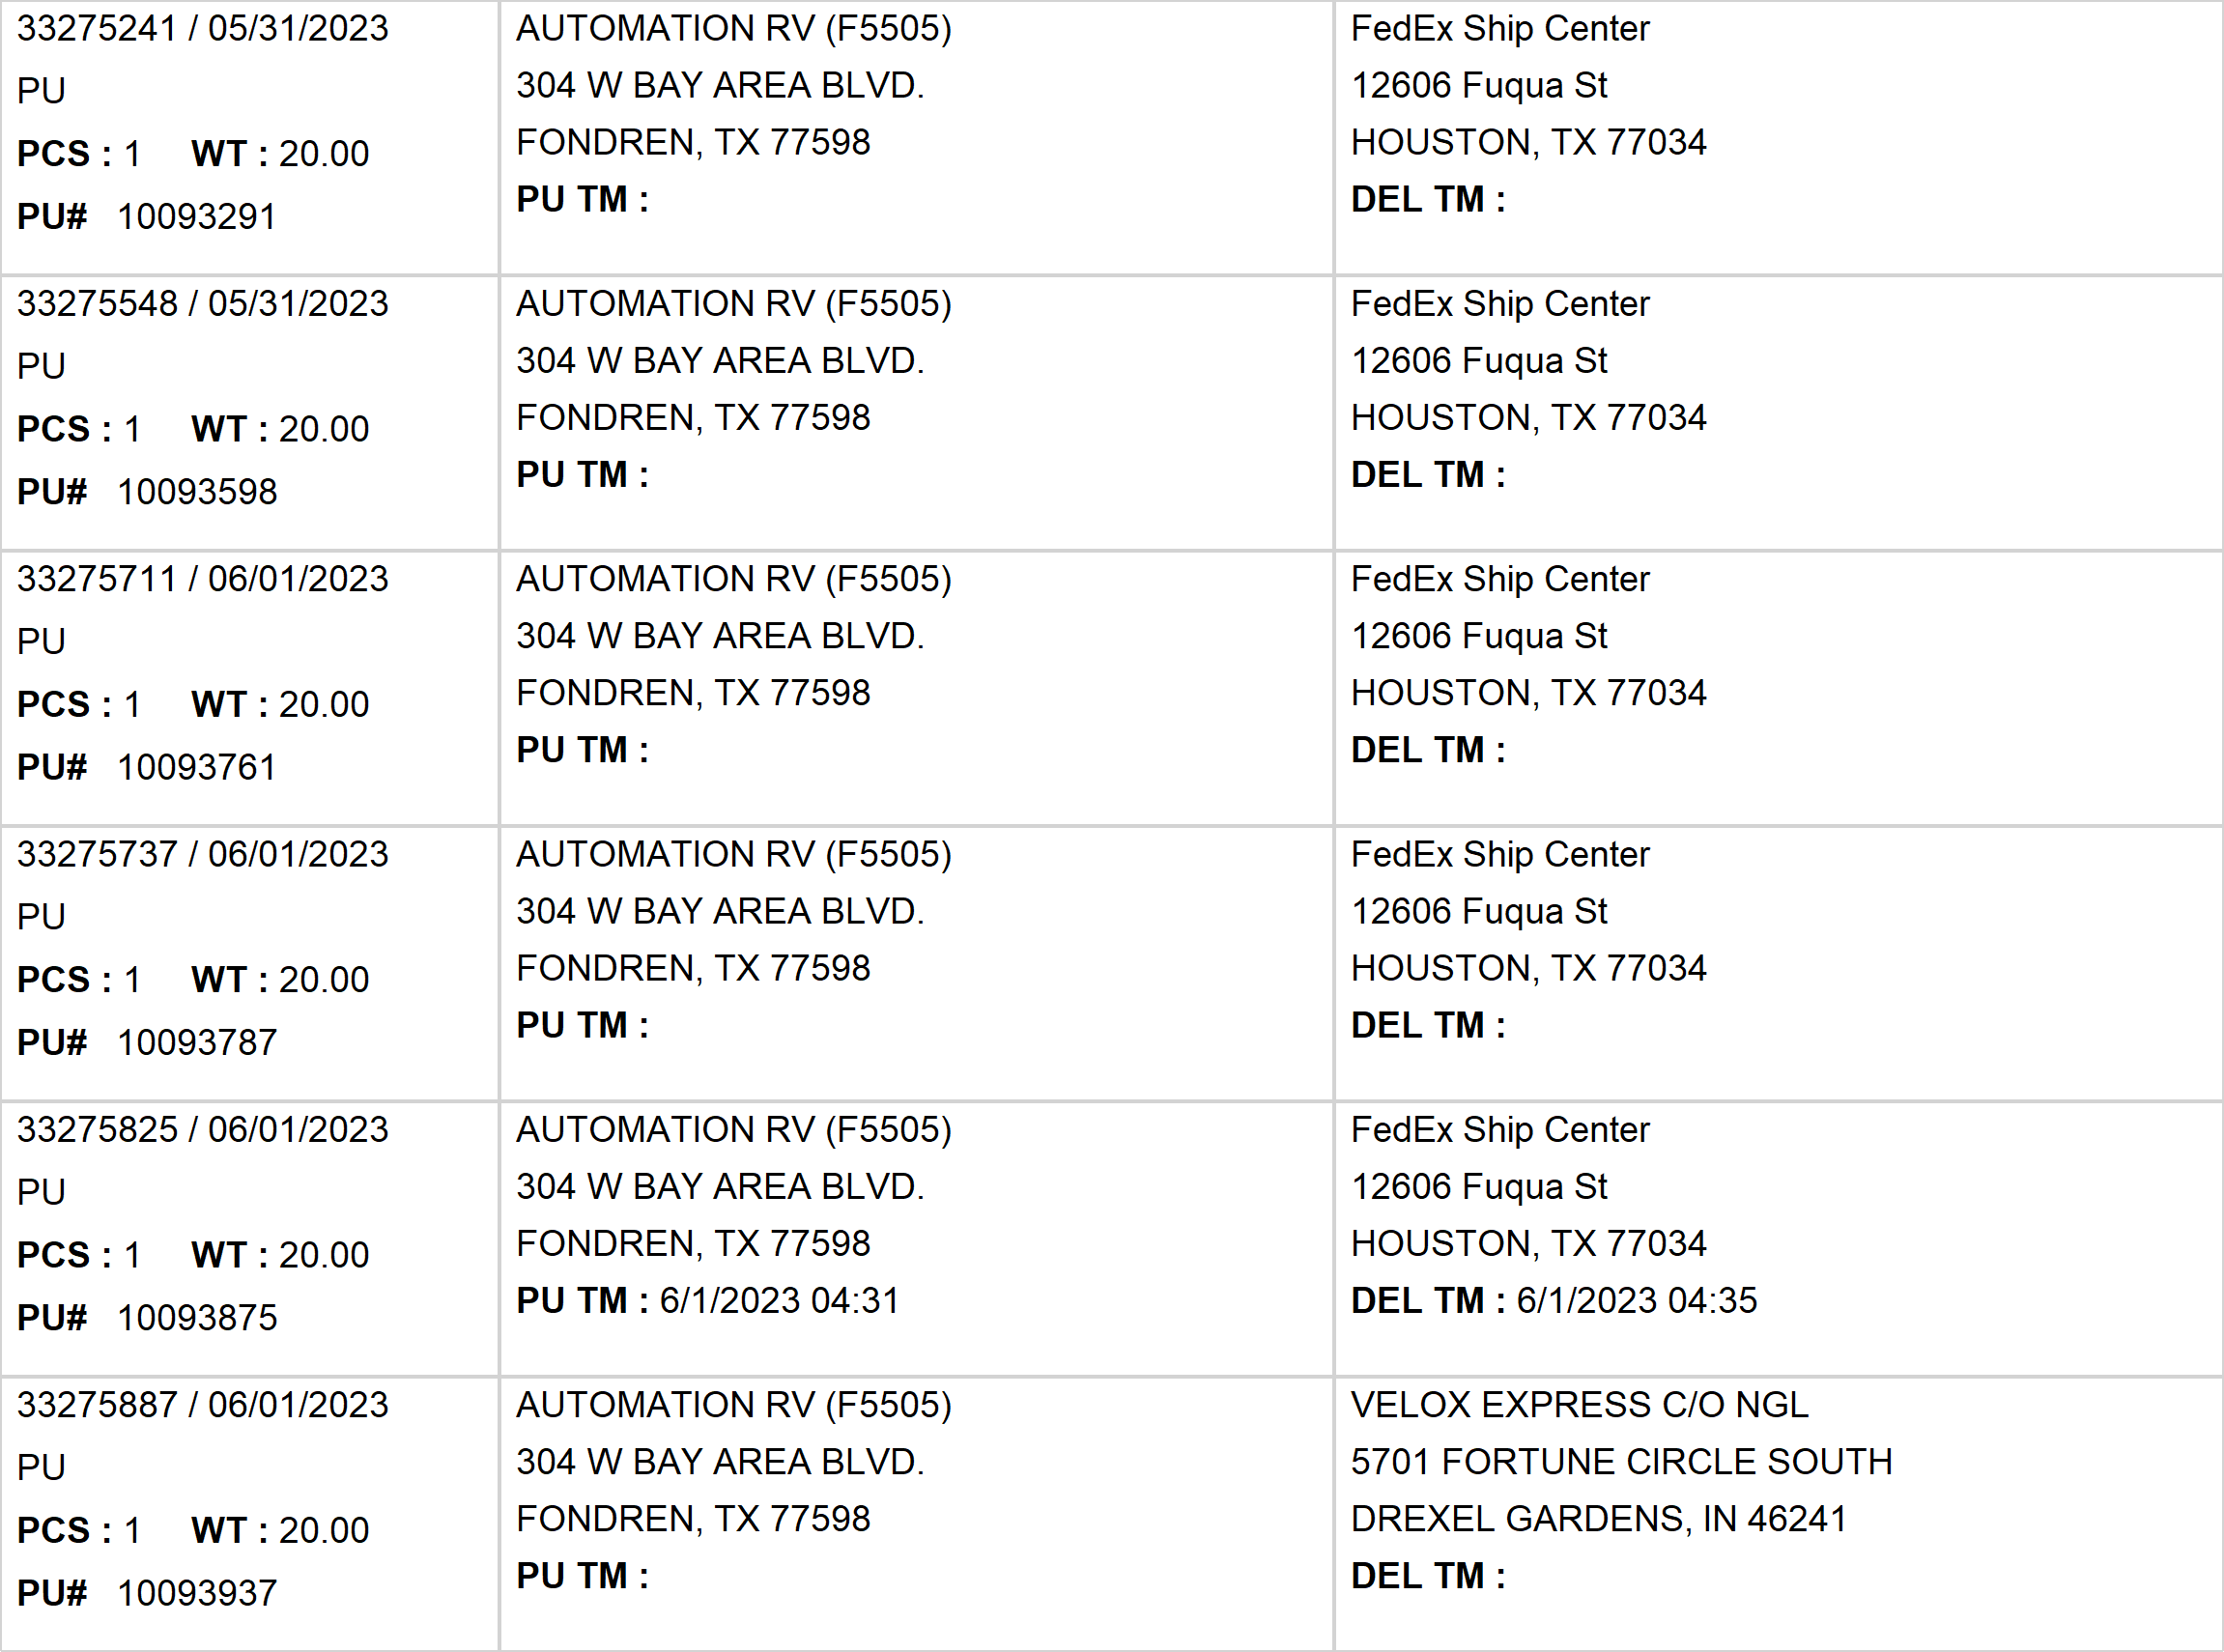 33275241 / 05/31/2023
PU
PCS : 1 WT : 20.00
PU# 10093291
AUTOMATION RV (F5505)
304 W BAY AREA BLVD.
FONDREN, TX 77598
PU TM :
FedEx Ship Center
12606 Fuqua St
HOUSTON, TX 77034
DEL TM :
33275548 / 05/31/2023
PU
PCS : 1 WT : 20.00
PU# 10093598
AUTOMATION RV (F5505)
304 W BAY AREA BLVD.
FONDREN, TX 77598
PU TM :
FedEx Ship Center
12606 Fuqua St
HOUSTON, TX 77034
DEL TM :
33275711 / 06/01/2023
PU
PCS : 1 WT : 20.00
PU# 10093761
AUTOMATION RV (F5505)
304 W BAY AREA BLVD.
FONDREN, TX 77598
PU TM :
FedEx Ship Center
12606 Fuqua St
HOUSTON, TX 77034
DEL TM :
33275737 / 06/01/2023
PU
PCS : 1 WT : 20.00
PU# 10093787
AUTOMATION RV (F5505)
304 W BAY AREA BLVD.
FONDREN, TX 77598
PU TM :
FedEx Ship Center
12606 Fuqua St
HOUSTON, TX 77034
DEL TM :
33275825 / 06/01/2023
PU
PCS : 1 WT : 20.00
PU# 10093875
AUTOMATION RV (F5505)
304 W BAY AREA BLVD.
FONDREN, TX 77598
PU TM : 6/1/2023 04:31
FedEx Ship Center
12606 Fuqua St
HOUSTON, TX 77034
DEL TM : 6/1/2023 04:35
33275887 / 06/01/2023
PU
PCS : 1 WT : 20.00
PU# 10093937
AUTOMATION RV (F5505)
304 W BAY AREA BLVD.
FONDREN, TX 77598
PU TM :
VELOX EXPRESS C/O NGL
5701 FORTUNE CIRCLE SOUTH
DREXEL GARDENS, IN 46241
DEL TM :